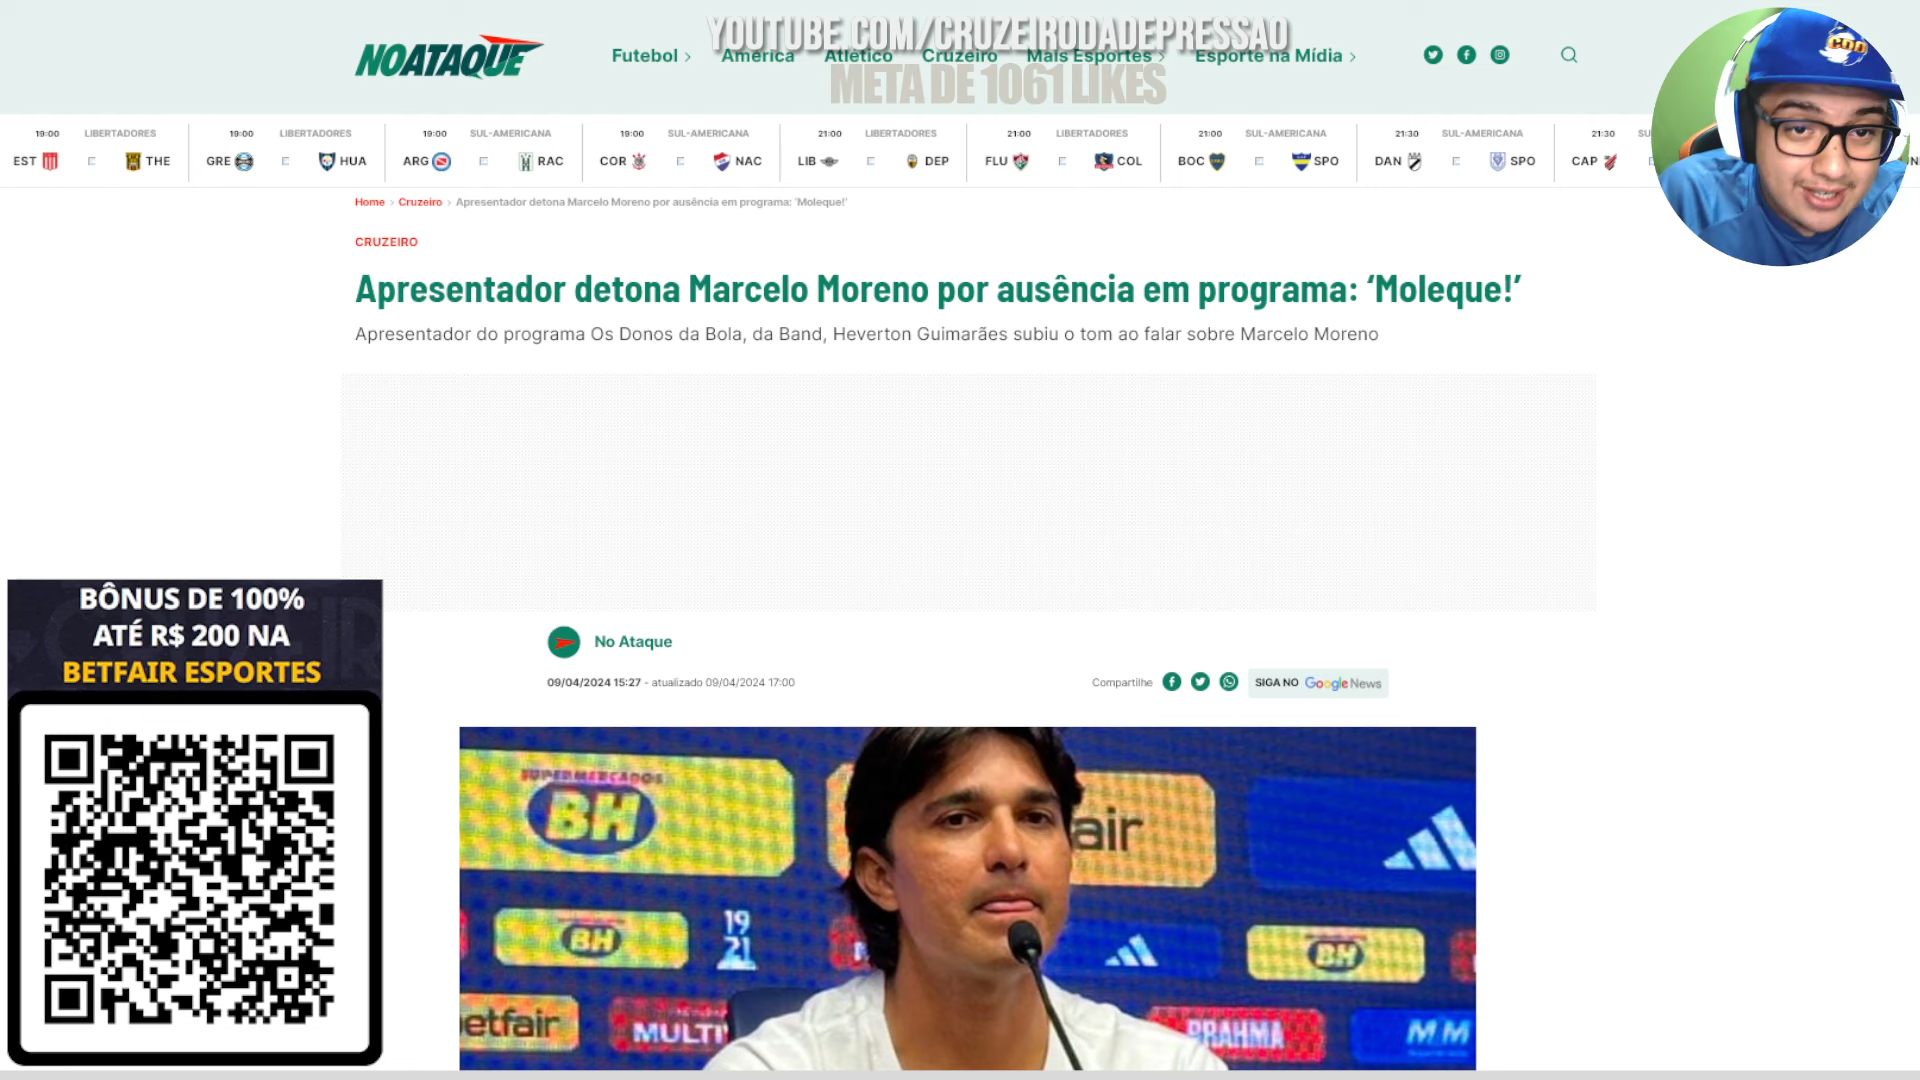 YOUTUBE.COM/CRUZEIRODADEPRESSAO
META DE 1061 LIKES
NOATAQUE
Futebol
América
Atlético
Cruzeiro
Mais Esportes
Esporte na Mídia
19:00 LIBERTADORES
EST THE
19:00 LIBERTADORES
GRE HUA
19:00 SUL-AMERICANA
ARG RAC
19:00 SUL-AMERICANA
COR NAC
21:00 LIBERTADORES
LIB DEP
21:00 LIBERTADORES
FLU COL
21:00 SUL-AMERICANA
BOC SPO
21:30 SUL-AMERICANA
DAN SPO
21:30 SU
CAP
Home > Cruzeiro > Apresentador detona Marcelo Moreno por ausência em programa: ‘Moleque!’
CRUZEIRO
Apresentador detona Marcelo Moreno por ausência em programa: ‘Moleque!’
Apresentador do programa Os Donos da Bola, da Band, Heverton Guimarães subiu o tom ao falar sobre Marcelo Moreno
BÔNUS DE 100%
ATÉ R$ 200 NA
BETFAIR ESPORTES
No Ataque
09/04/2024 15:27 - atualizado 09/04/2024 17:00
Compartilhe
SIGA NO Google News
SUPERMERCADOS
BH
air
BH
19
21
BH
betfair
MULTI
BRAHMA